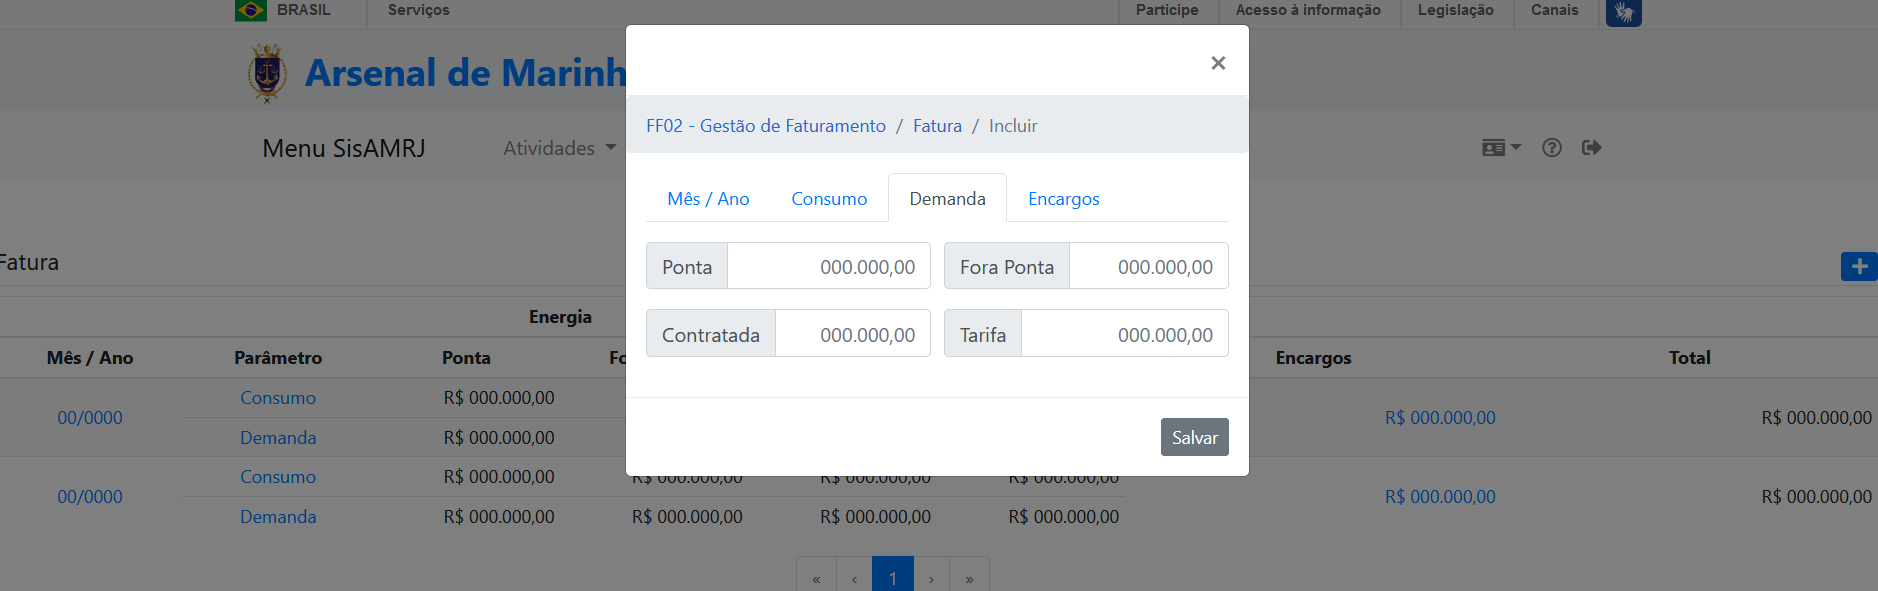 BRASIL Serviços Participe Acesso à informação Legislação Canais
Arsenal de Marinh
×
FF02 - Gestão de Faturamento / Fatura / Incluir
Menu SisAMRJ Atividades
Mês / Ano Consumo Demanda Encargos
Fatura
Ponta 000.000,00 Fora Ponta 000.000,00
Contratada 000.000,00 Tarifa 000.000,00
Salvar
Energia
Mês / Ano Parâmetro Ponta Fo Encargos Total
Consumo R$ 000.000,00
00/0000 R$ 000.000,00 R$ 000.000,00
Demanda R$ 000.000,00
Consumo R$ 000.000,00 R$ 000.000,00 R$ 000.000,00 R$ 000.000,00
00/0000 R$ 000.000,00 R$ 000.000,00
Demanda R$ 000.000,00 R$ 000.000,00 R$ 000.000,00 R$ 000.000,00
« ‹ 1 › »